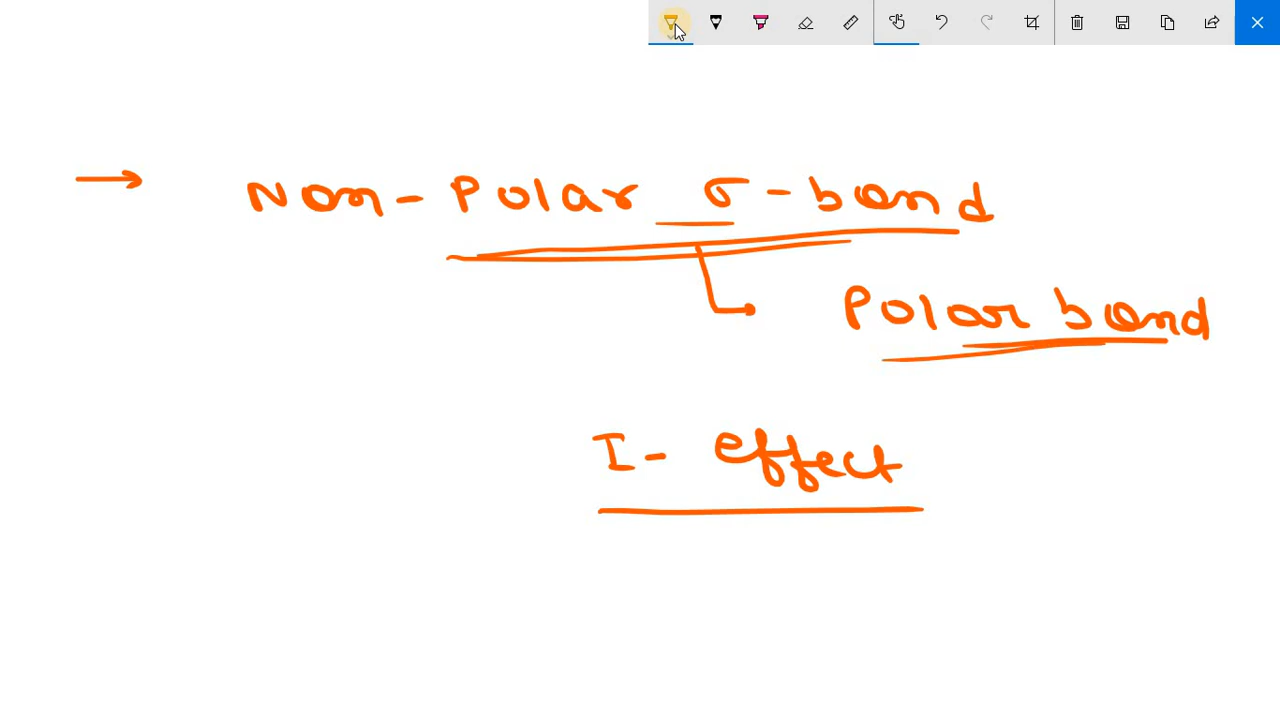 → Non-Polar σ-bond
Polar bond
I- effect